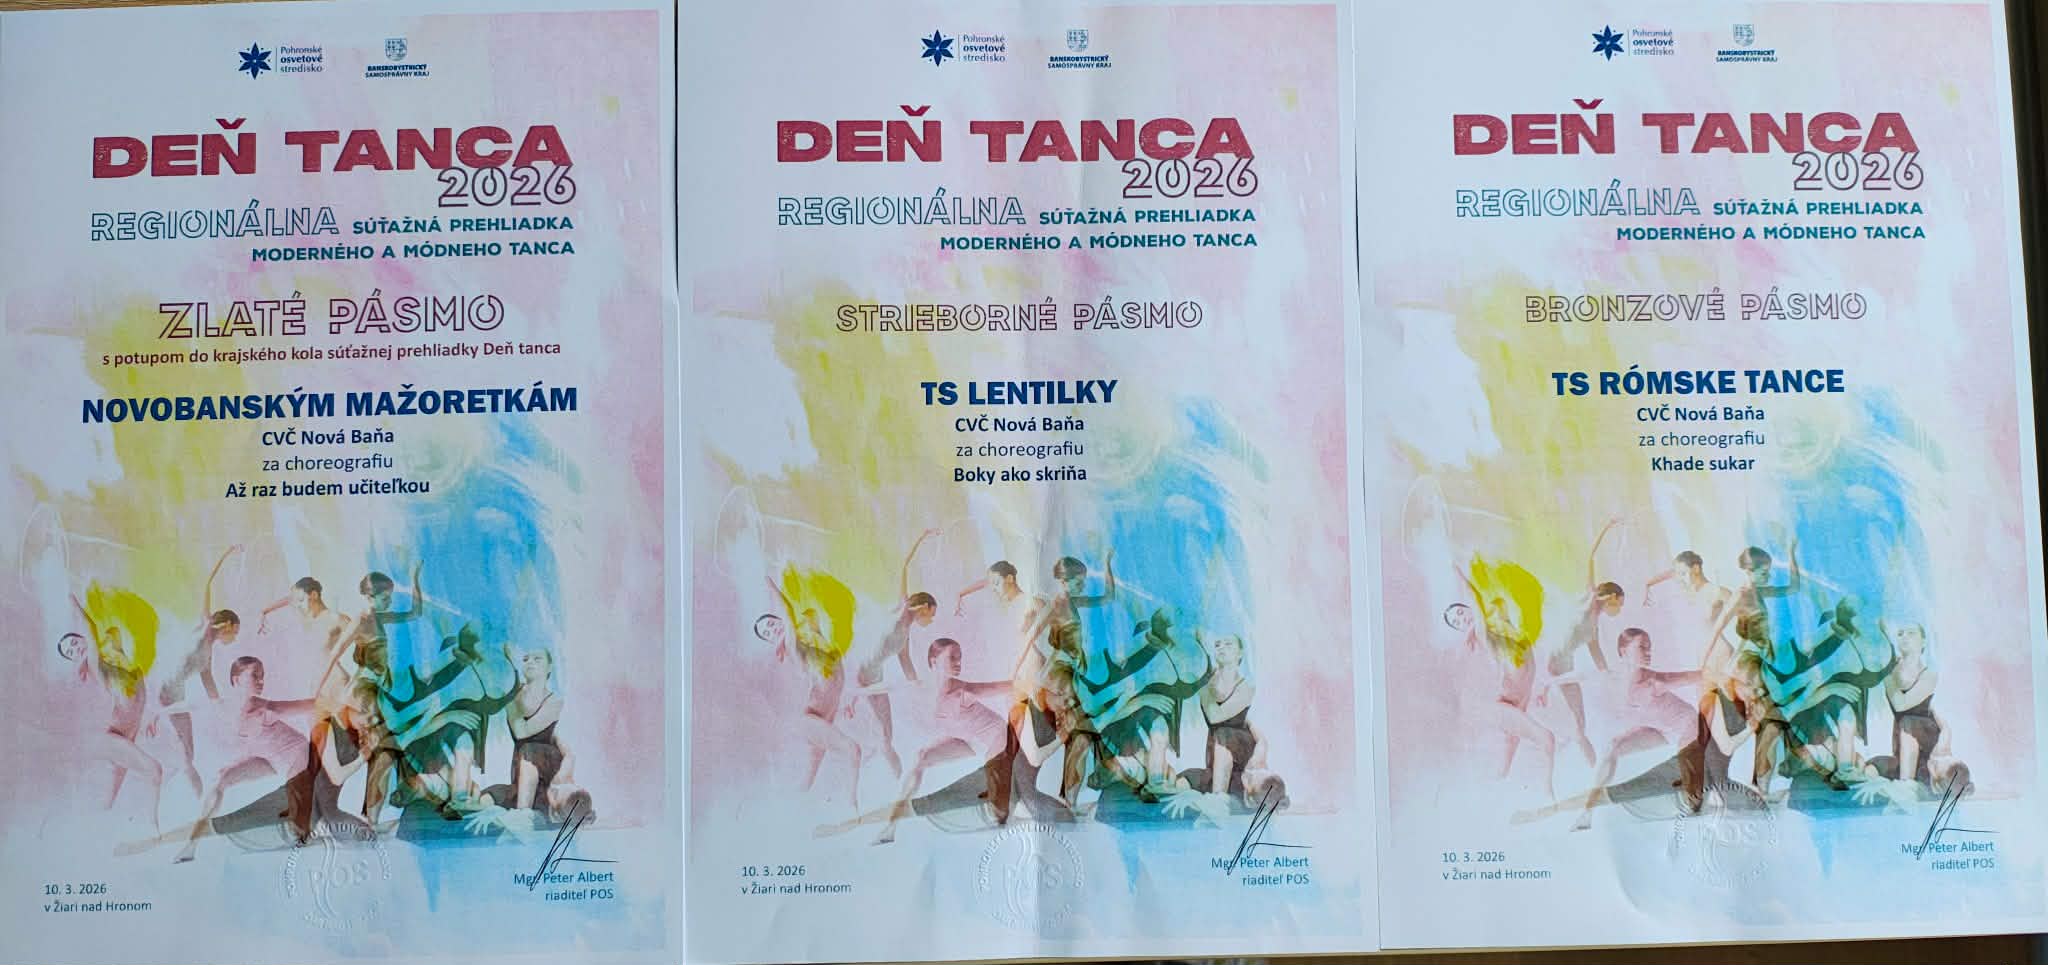 Pohronské
osvetové
stredisko
BANSKOBYSTRICKÝ
SAMOSPRÁVNY KRAJ
DEŇ TANCA
2026
REGIONÁLNA SÚŤAŽNÁ PREHLIADKA
MODERNÉHO A MÓDNEHO TANCA
ZLATÉ PÁSMO
s potupom do krajského kola súťažnej prehliadky Deň tanca
NOVOBANSKÝM MAŽORETKÁM
CVČ Nová Baňa
za choreografiu
Až raz budem učiteľkou
10. 3. 2026
v Žiari nad Hronom
Mgr. Peter Albert
riaditeľ POS
POS
Pohronské
osvetové
stredisko
BANSKOBYSTRICKÝ
SAMOSPRÁVNY KRAJ
DEŇ TANCA
2026
REGIONÁLNA SÚŤAŽNÁ PREHLIADKA
MODERNÉHO A MÓDNEHO TANCA
STRIEBORNÉ PÁSMO
TS LENTILKY
CVČ Nová Baňa
za choreografiu
Boky ako skriňa
10. 3. 2026
v Žiari nad Hronom
Mgr. Peter Albert
riaditeľ POS
POS
Pohronské
osvetové
stredisko
BANSKOBYSTRICKÝ
SAMOSPRÁVNY KRAJ
DEŇ TANCA
2026
REGIONÁLNA SÚŤAŽNÁ PREHLIADKA
MODERNÉHO A MÓDNEHO TANCA
BRONZOVÉ PÁSMO
TS RÓMSKE TANCE
CVČ Nová Baňa
za choreografiu
Khade sukar
10. 3. 2026
v Žiari nad Hronom
Mgr. Peter Albert
riaditeľ POS
POS